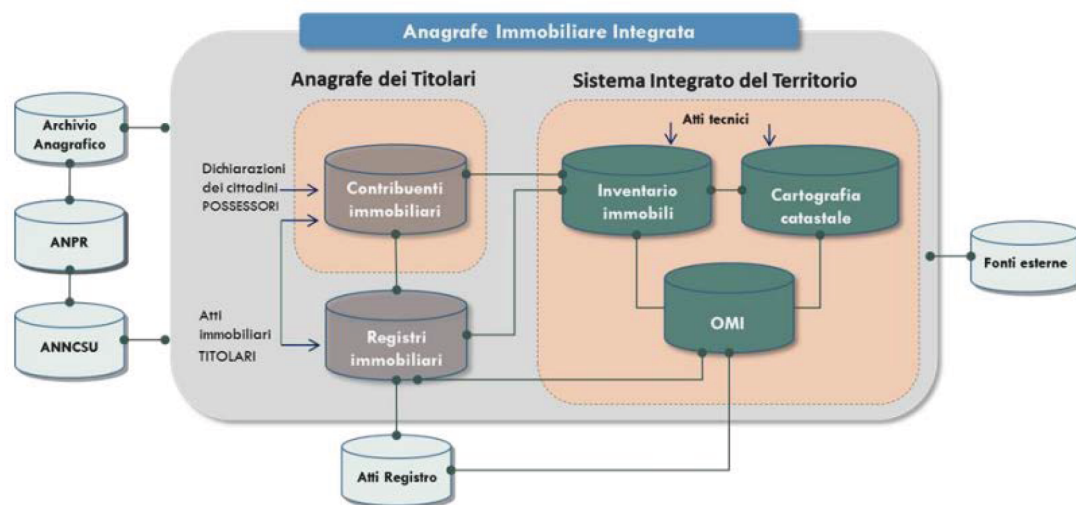 Anagrafe Immobiliare Integrata
Anagrafe dei Titolari
Sistema Integrato del Territorio
Archivio
Anagrafico
ANPR
ANNCSU
Dichiarazioni
dei cittadini
POSSESSORI
Contribuenti
immobiliari
Atti
immobiliari
TITOLARI
Registri
immobiliari
Atti tecnici
Inventario
immobili
Cartografia
catastale
OMI
Fonti esterne
Atti Registro